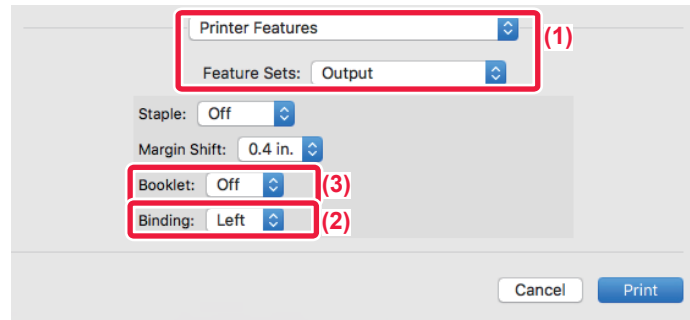 Printer Features
(1)
Feature Sets: Output
Staple: Off
Margin Shift: 0.4 in.
Booklet: Off (3)
Binding: Left (2)
Cancel Print